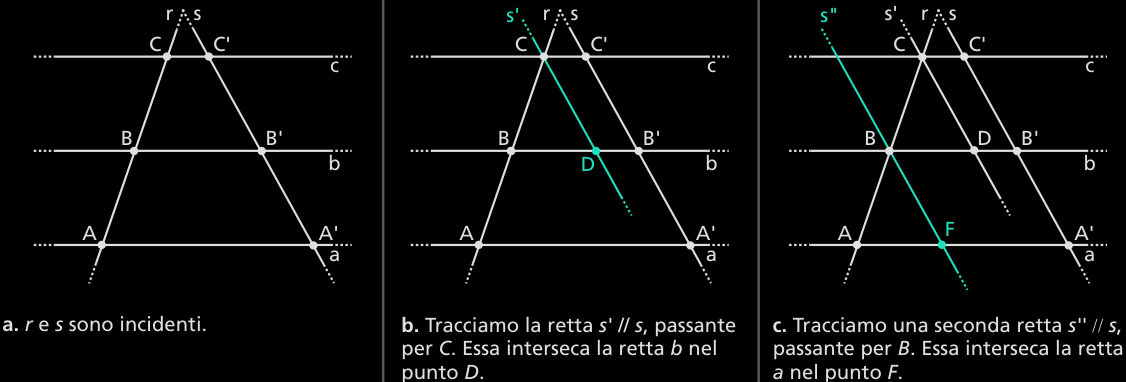 r s
C C'
c
B B'
b
A A'
a
a. r e s sono incidenti.
s' r s
C C'
c
B B'
D b
A A'
a
b. Tracciamo la retta s' // s, passante
per C. Essa interseca la retta b nel
punto D.
s" s' r s
C C'
c
B D B'
b
A F A'
a
c. Tracciamo una seconda retta s'' // s,
passante per B. Essa interseca la retta
a nel punto F.